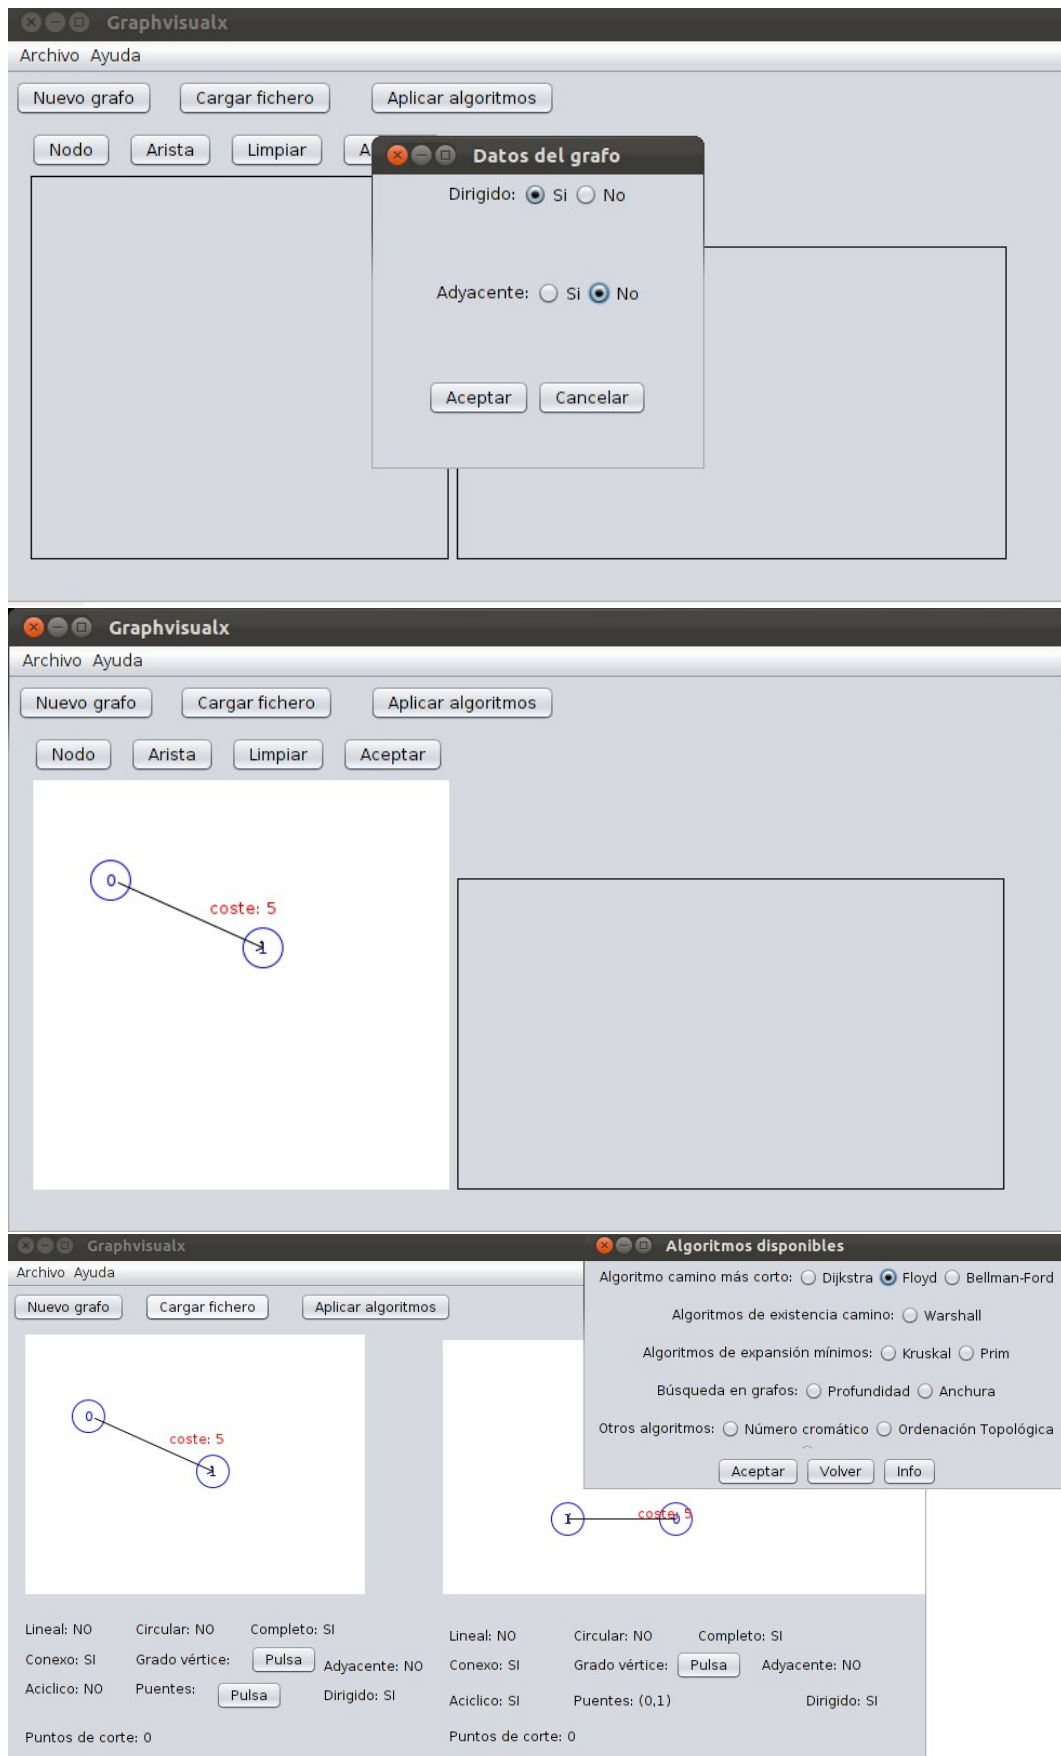 Graphvisualx
Archivo Ayuda
Nuevo grafo Cargar fichero Aplicar algoritmos
Nodo Arista Limpiar A
Datos del grafo
Dirigido: Si No
Adyacente: Si No
Aceptar Cancelar
Graphvisualx
Archivo Ayuda
Nuevo grafo Cargar fichero Aplicar algoritmos
Nodo Arista Limpiar Aceptar
0
coste: 5
1
Graphvisualx
Archivo Ayuda
Nuevo grafo Cargar fichero Aplicar algoritmos
Algoritmos disponibles
Algoritmo camino más corto: Dijkstra Floyd Bellman-Ford
Algoritmos de existencia camino: Warshall
Algoritmos de expansión mínimos: Kruskal Prim
Búsqueda en grafos: Profundidad Anchura
Otros algoritmos: Número cromático Ordenación Topológica
Aceptar Volver Info
0
coste: 5
1
1 coste: 5 0
Lineal: NO Circular: NO Completo: SI
Conexo: SI Grado vértice: Pulsa Adyacente: NO
Aciclico: NO Puentes: Pulsa Dirigido: SI
Puntos de corte: 0
Lineal: NO Circular: NO Completo: SI
Conexo: SI Grado vértice: Pulsa Adyacente: NO
Aciclico: SI Puentes: (0,1) Dirigido: SI
Puntos de corte: 0